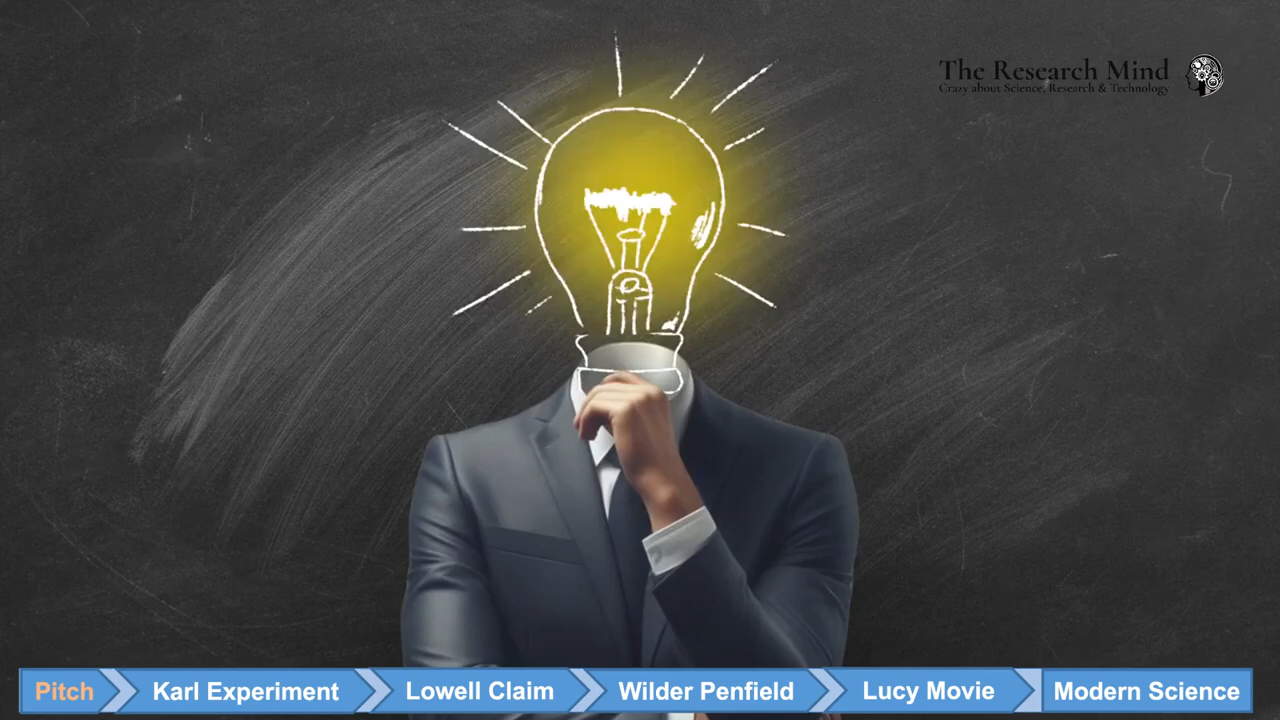 The Research Mind
Crazy about Science, Research & Technology
Pitch
Karl Experiment
Lowell Claim
Wilder Penfield
Lucy Movie
Modern Science